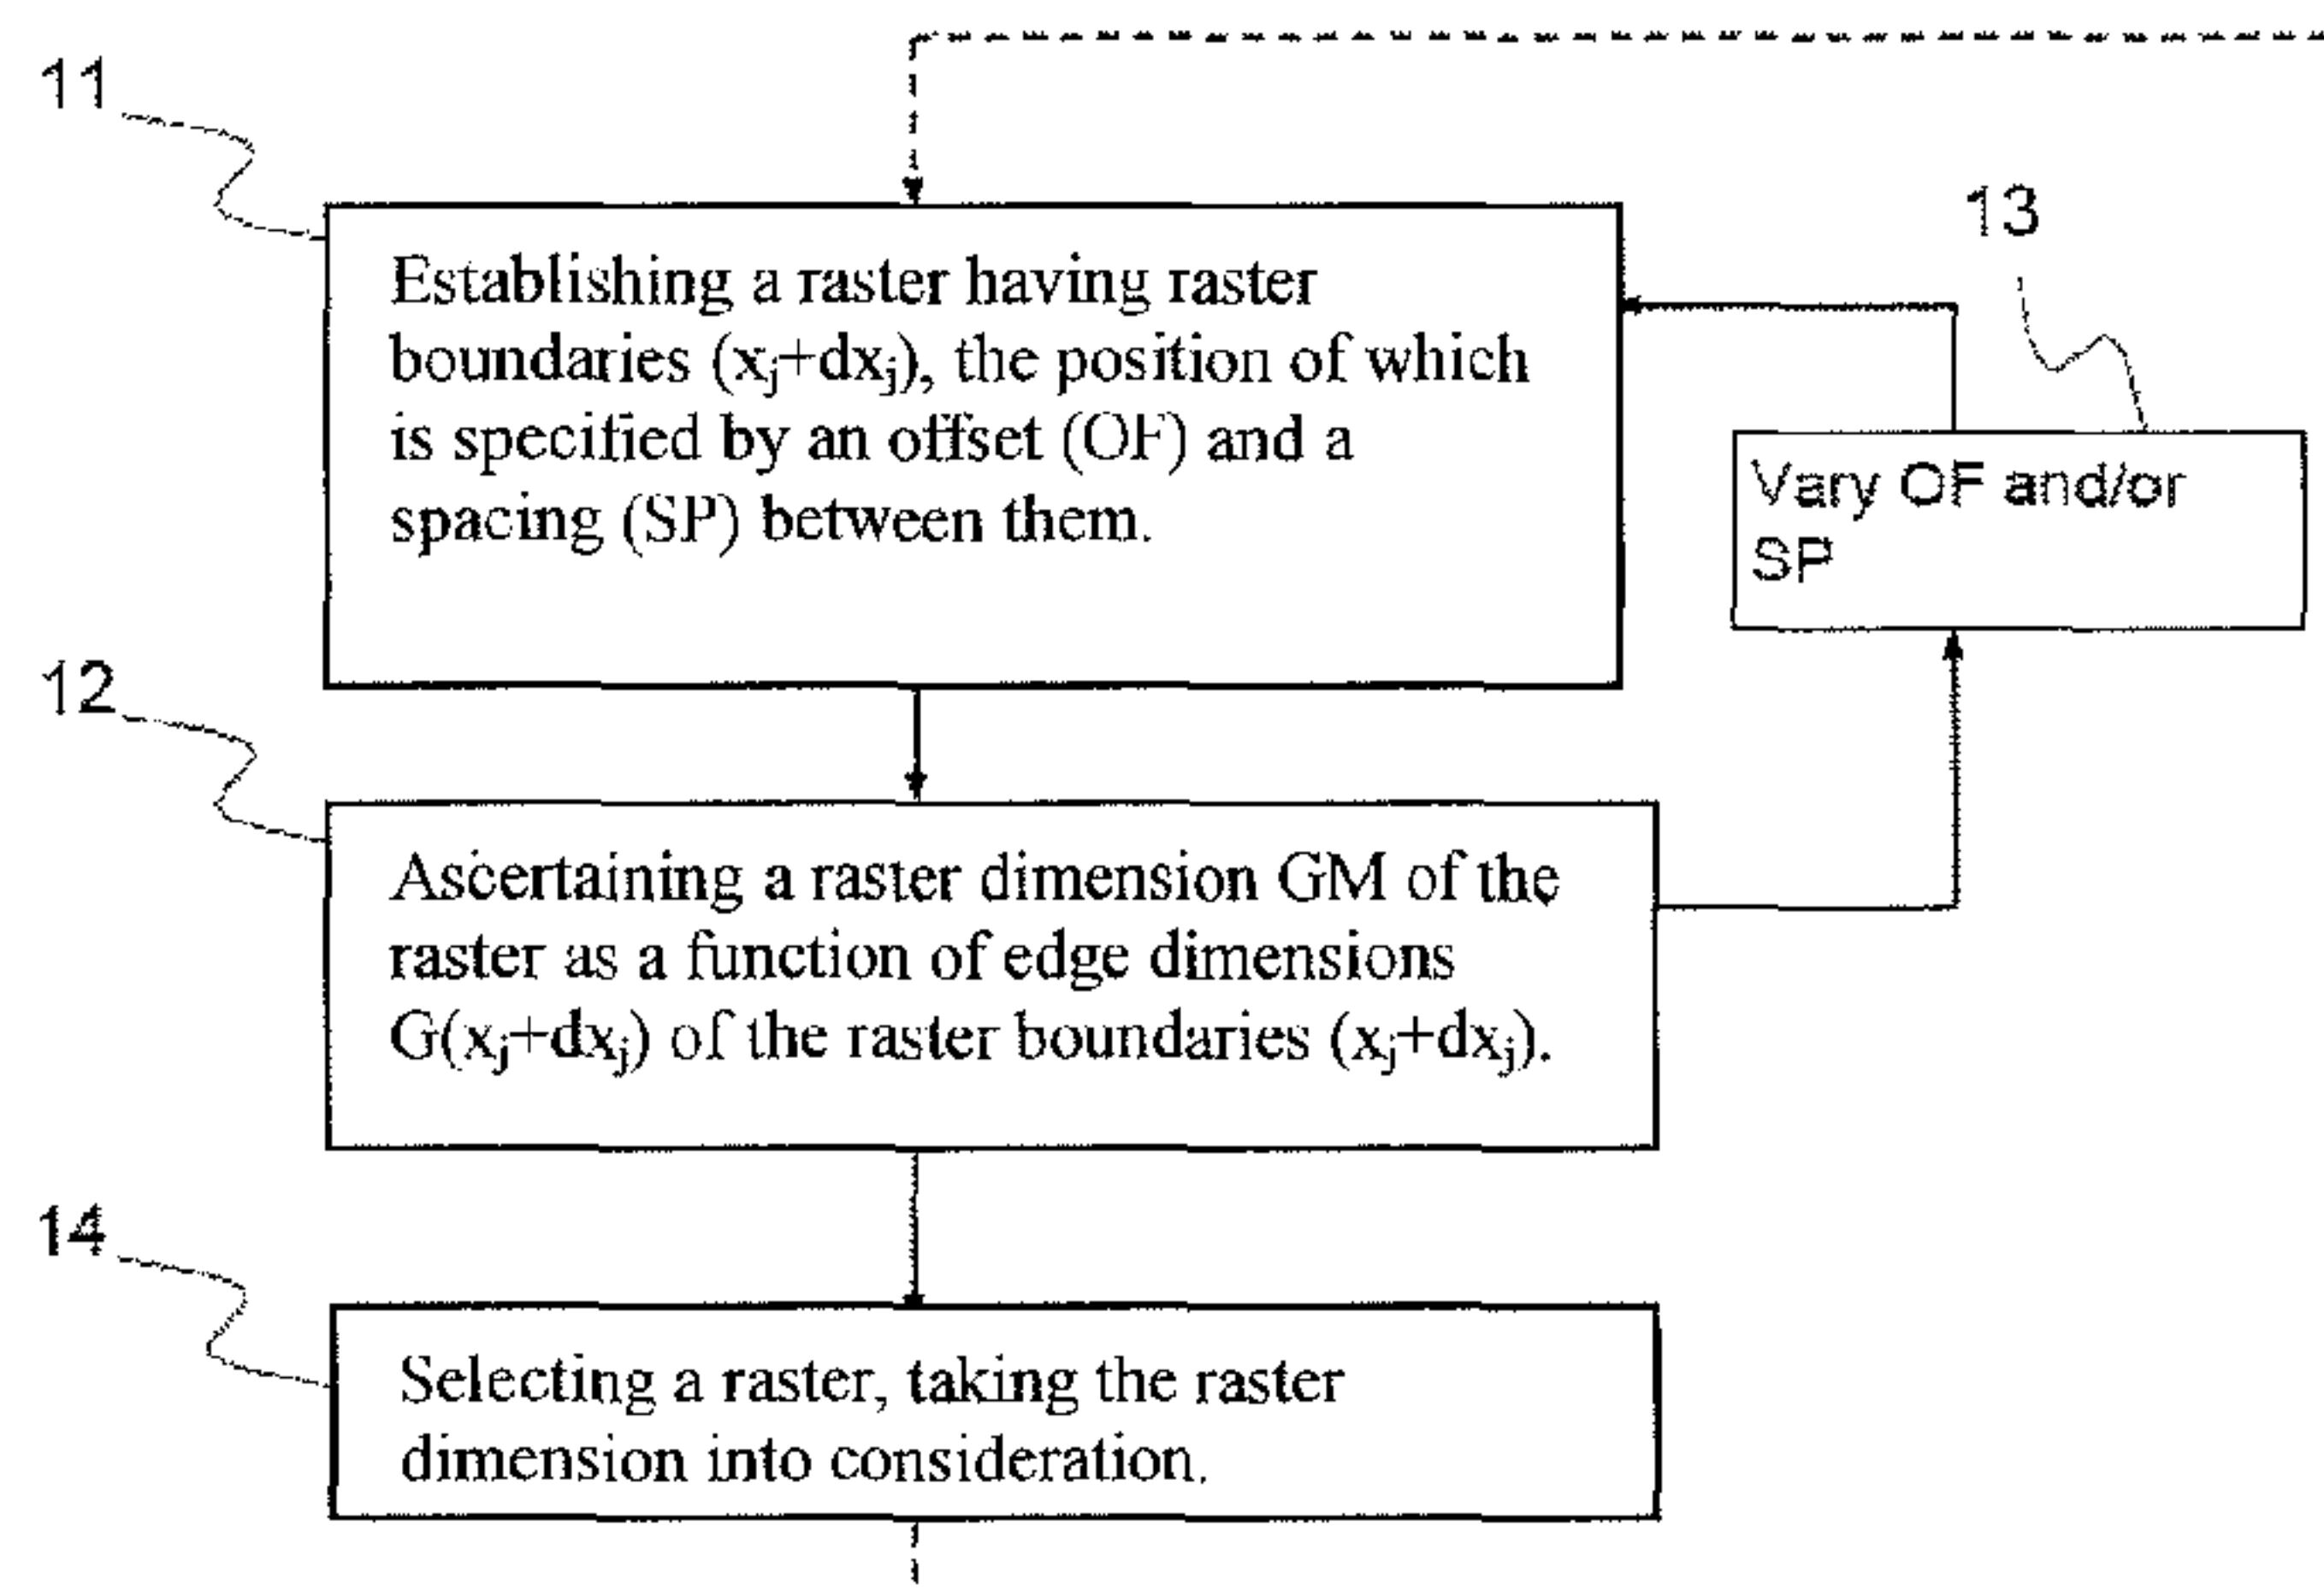 11
Establishing a raster having raster
boundaries (xj+dxj), the position of which
is specified by an offset (OF) and a
spacing (SP) between them.
13
Vary OF and/or
SP
12
Ascertaining a raster dimension GM of the
raster as a function of edge dimensions
G(xj+dxj) of the raster boundaries (xj+dxj).
14
Selecting a raster, taking the raster
dimension into consideration.